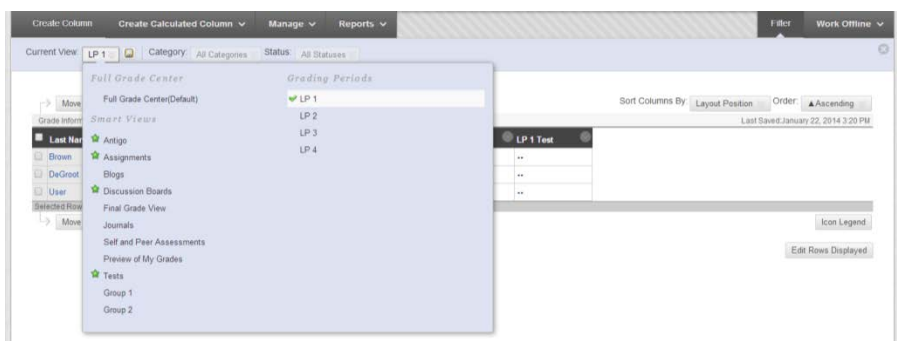 Create Column Create Calculated Column Manage Reports Filter Work Offline
Current View: LP 1 Category: All Categories Status: All Statuses
Full Grade Center Grading Periods
Full Grade Center(Default) LP 1
Smart Views LP 2
Antigo LP 3
Assignments LP 4
Blogs
Discussion Boards
Final Grade View
Journals
Self and Peer Assessments
Preview of My Grades
Tests
Group 1
Group 2
Move Sort Columns By: Layout Position Order: ▲Ascending
Grade Inform Last Saved:January 22, 2014 3:20 PM
Last Nar LP 1 Test
Brown --
DeGroot --
User --
Selected Row
Move Icon Legend
Edit Rows Displayed